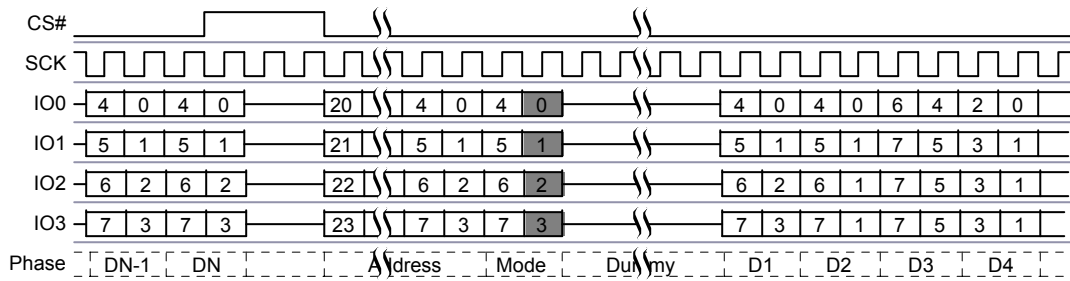 CS#
SCK
IO0 4 0 4 0 20 4 0 4 0 4 0 4 0 6 4 2 0
IO1 5 1 5 1 21 5 1 5 1 5 1 5 1 7 5 3 1
IO2 6 2 6 2 22 6 2 6 2 6 2 6 1 7 5 3 1
IO3 7 3 7 3 23 7 3 7 3 7 3 7 1 7 5 3 1
Phase DN-1 DN Address Mode Dummy D1 D2 D3 D4